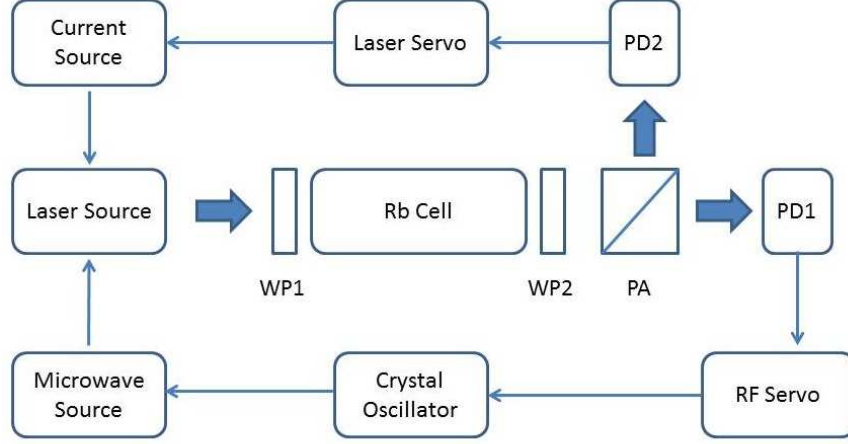 Current
Source
Laser Servo
PD2
Laser Source
Rb Cell
PD1
WP1
WP2
PA
Microwave
Source
Crystal
Oscillator
RF Servo